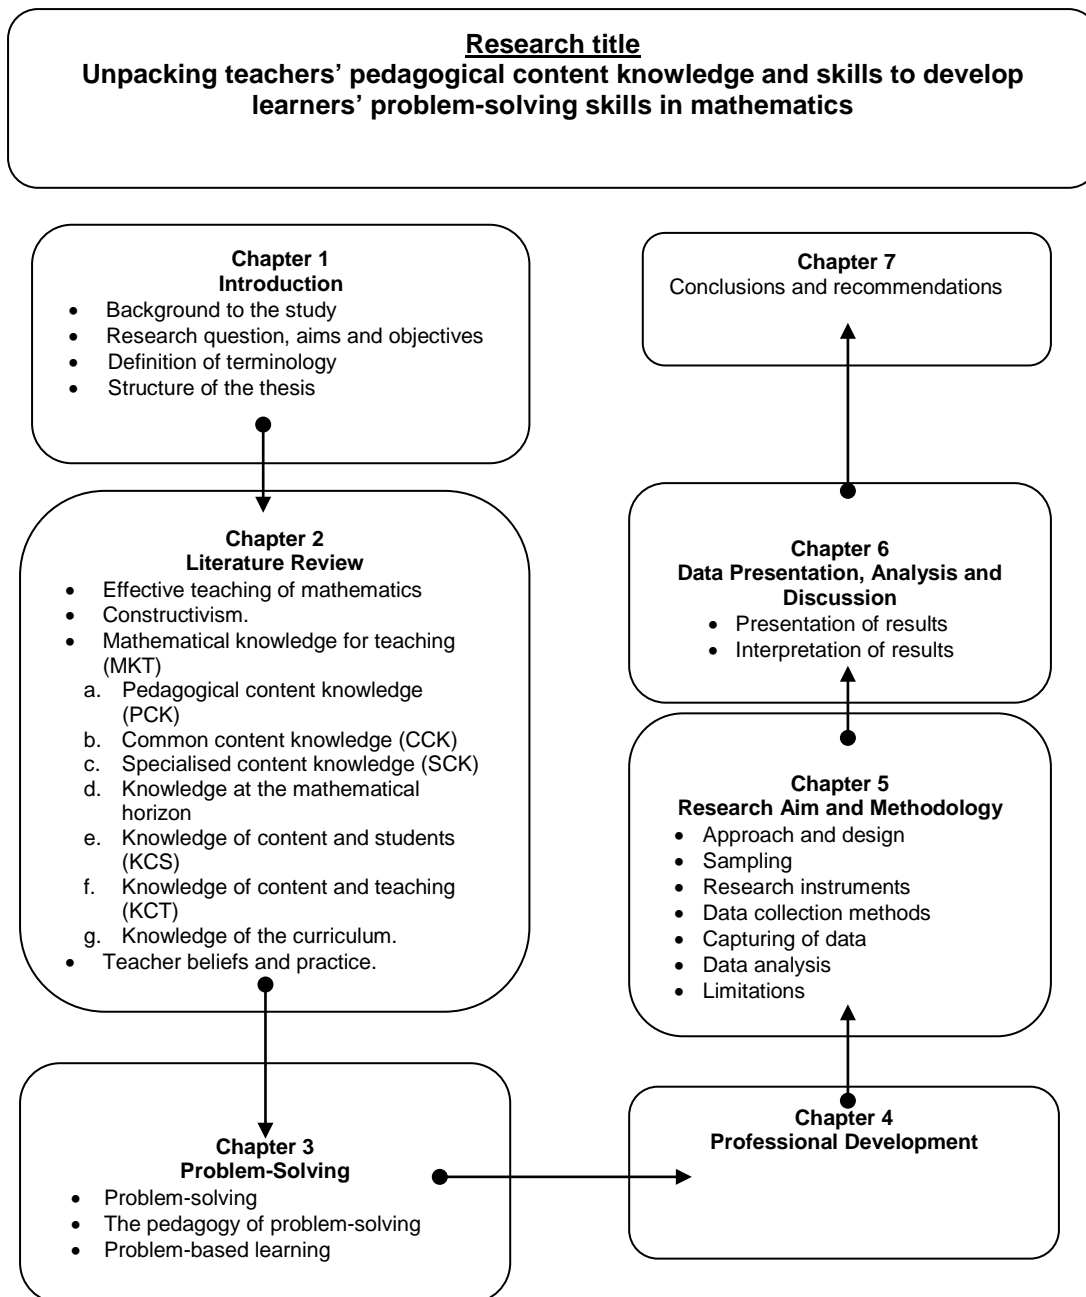 Research title
Unpacking teachers’ pedagogical content knowledge and skills to develop
learners’ problem-solving skills in mathematics
Chapter 1
Introduction
• Background to the study
• Research question, aims and objectives
• Definition of terminology
• Structure of the thesis
Chapter 2
Literature Review
• Effective teaching of mathematics
• Constructivism.
• Mathematical knowledge for teaching
(MKT)
a. Pedagogical content knowledge
(PCK)
b. Common content knowledge (CCK)
c. Specialised content knowledge (SCK)
d. Knowledge at the mathematical
horizon
e. Knowledge of content and students
(KCS)
f. Knowledge of content and teaching
(KCT)
g. Knowledge of the curriculum.
• Teacher beliefs and practice.
Chapter 3
Problem-Solving
• Problem-solving
• The pedagogy of problem-solving
• Problem-based learning
Chapter 4
Professional Development
Chapter 5
Research Aim and Methodology
• Approach and design
• Sampling
• Research instruments
• Data collection methods
• Capturing of data
• Data analysis
• Limitations
Chapter 6
Data Presentation, Analysis and
Discussion
• Presentation of results
• Interpretation of results
Chapter 7
Conclusions and recommendations